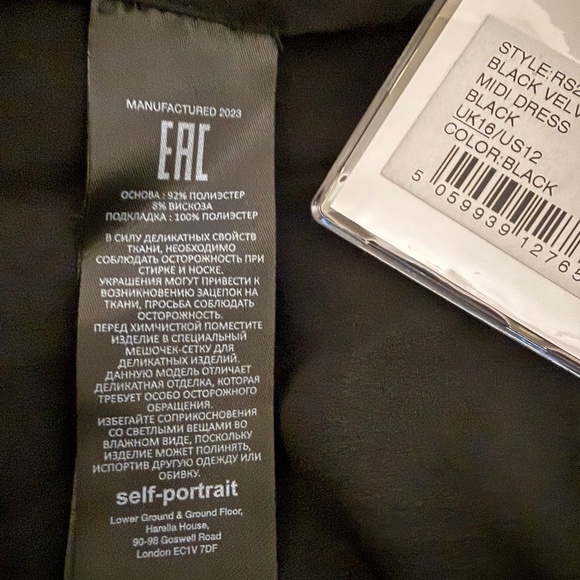 MANUFACTURED 2023
EAC
ОСНОВА : 92% ПОЛИЭСТЕР
8% ВИСКОЗА
ПОДКЛАДКА : 100% ПОЛИЭСТЕР
В СИЛУ ДЕЛИКАТНЫХ СВОЙСТВ
ТКАНИ, НЕОБХОДИМО
СОБЛЮДАТЬ ОСТОРОЖНОСТЬ ПРИ
СТИРКЕ И НОСКЕ.
УКРАШЕНИЯ МОГУТ ПРИВЕСТИ К
ВОЗНИКНОВЕНИЮ ЗАЦЕПОК НА
ТКАНИ, ПРОСЬБА СОБЛЮДАТЬ
ОСТОРОЖНОСТЬ.
ПЕРЕД ХИМЧИСТКОЙ ПОМЕСТИТЕ
ИЗДЕЛИЕ В СПЕЦИАЛЬНЫЙ
МЕШОЧЕК-СЕТКУ ДЛЯ
ДЕЛИКАТНЫХ ИЗДЕЛИЙ.
ДАННУЮ МОДЕЛЬ ОТЛИЧАЕТ
ДЕЛИКАТНАЯ ОТДЕЛКА, КОТОРАЯ
ТРЕБУЕТ ОСОБО ОСТОРОЖНОГО
ОБРАЩЕНИЯ.
ИЗБЕГАЙТЕ СОПРИКОСНОВЕНИЯ
СО СВЕТЛЫМИ ВЕЩАМИ ВО
ВЛАЖНОМ ВИДЕ, ПОСКОЛЬКУ
ИЗДЕЛИЕ МОЖЕТ ПОЛИНЯТЬ,
ИСПОРТИВ ДРУГУЮ ОДЕЖДУ ИЛИ
ОБИВКУ.
self-portrait
Lower Ground & Ground Floor,
Harella House,
90-98 Goswell Road
London EC1V 7DF
STYLE:RS2
BLACK VELV
MIDI DRESS
BLACK
UK16/US12
COLOR:BLACK
5 059939 12765